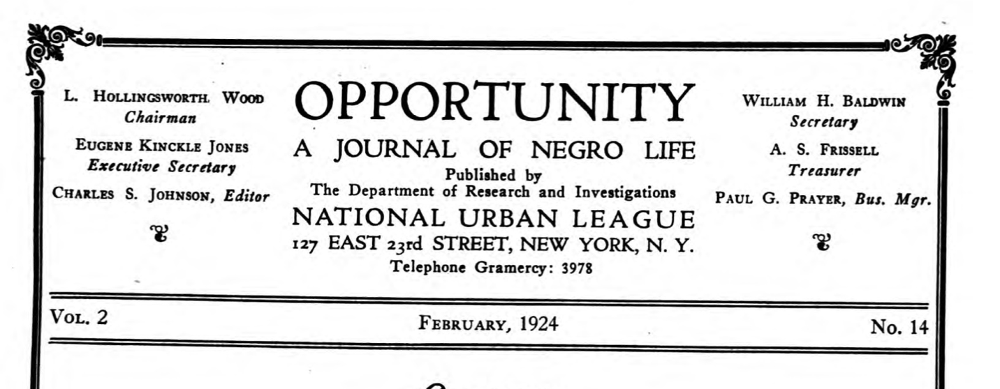 L. HOLLINGSWORTH WOOD
Chairman
EUGENE KINCKLE JONES
Executive Secretary
CHARLES S. JOHNSON, Editor
OPPORTUNITY
A JOURNAL OF NEGRO LIFE
Published by
The Department of Research and Investigations
NATIONAL URBAN LEAGUE
127 EAST 23rd STREET, NEW YORK, N. Y.
Telephone Gramercy: 3978
WILLIAM H. BALDWIN
Secretary
A. S. FRISSELL
Treasurer
PAUL G. PRAYER, Bus. Mgr.
VOL. 2 FEBRUARY, 1924 No. 14